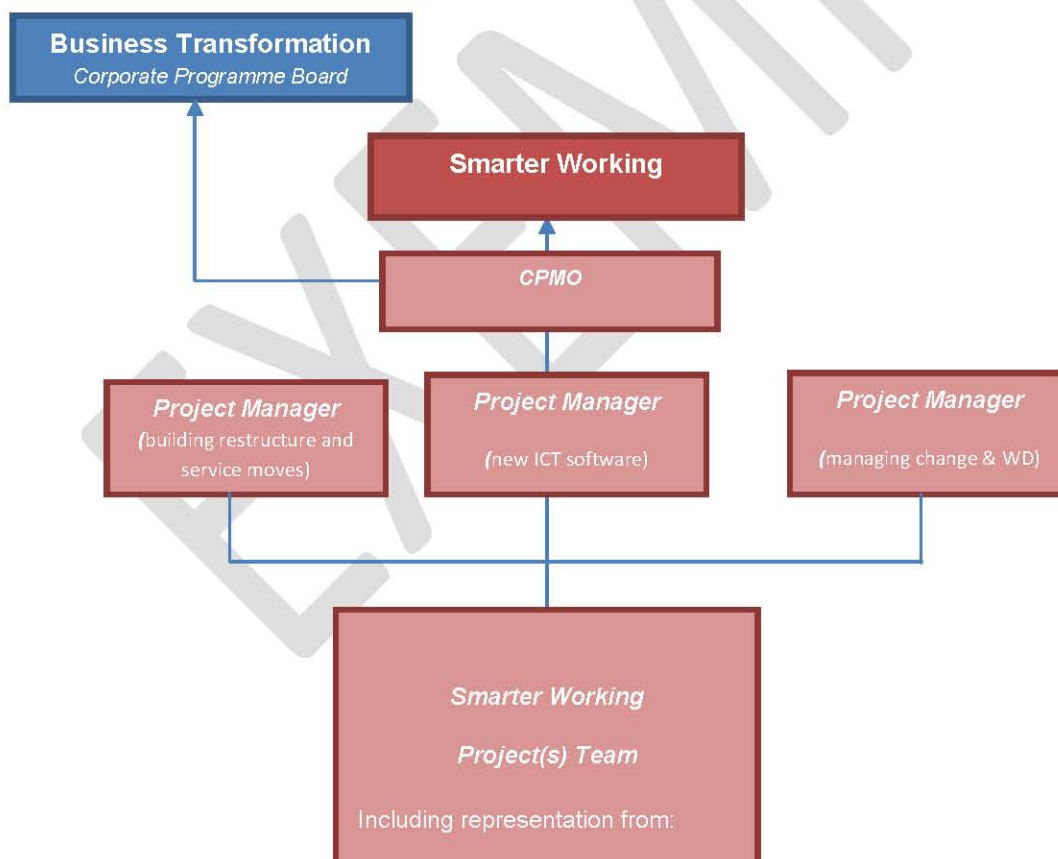 Business Transformation
Corporate Programme Board
Smarter Working
CPMO
Project Manager
(building restructure and
service moves)
Project Manager
(new ICT software)
Project Manager
(managing change & WD)
Smarter Working
Project(s) Team
Including representation from: